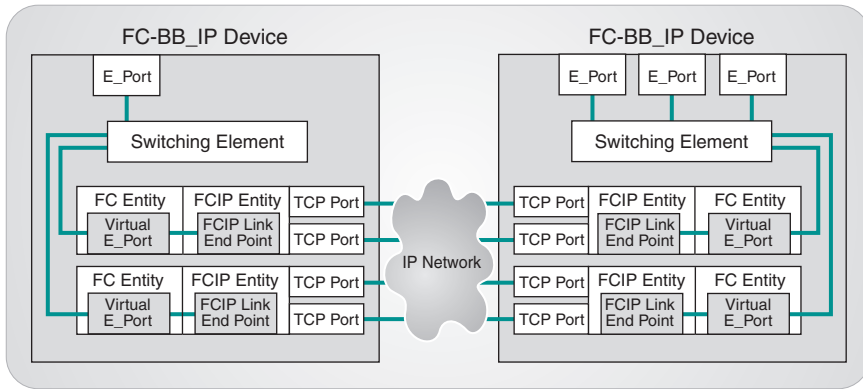 FC-BB_IP Device
E_Port
Switching Element
FC Entity
Virtual
E_Port
FCIP Entity
FCIP Link
End Point
TCP Port
TCP Port
FC Entity
Virtual
E_Port
FCIP Entity
FCIP Link
End Point
TCP Port
TCP Port
IP Network
FC-BB_IP Device
E_Port
E_Port
E_Port
Switching Element
TCP Port
TCP Port
FCIP Entity
FCIP Link
End Point
FC Entity
Virtual
E_Port
TCP Port
TCP Port
FCIP Entity
FCIP Link
End Point
FC Entity
Virtual
E_Port